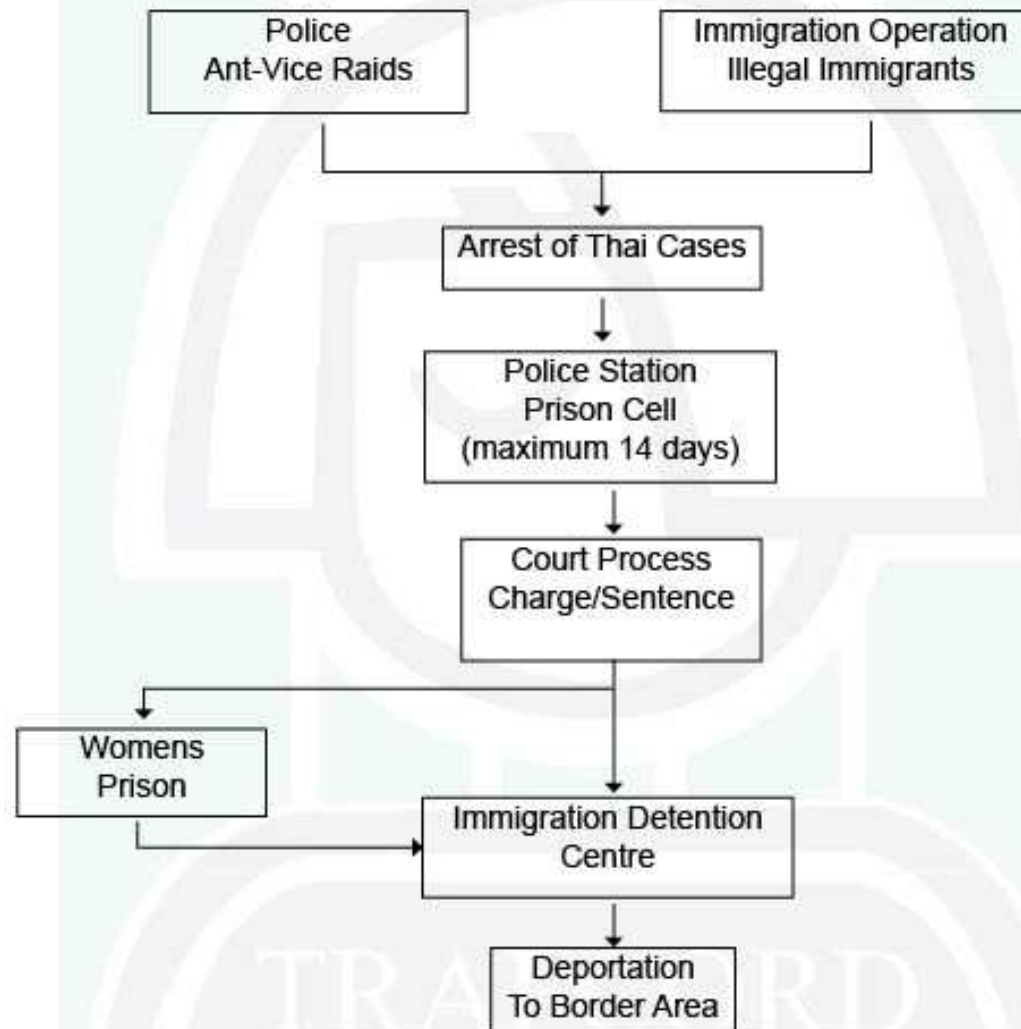 Police
Ant-Vice Raids
Immigration Operation
Illegal Immigrants
Arrest of Thai Cases
Police Station
Prison Cell
(maximum 14 days)
Court Process
Charge/Sentence
Womens
Prison
Immigration Detention
Centre
Deportation
To Border Area